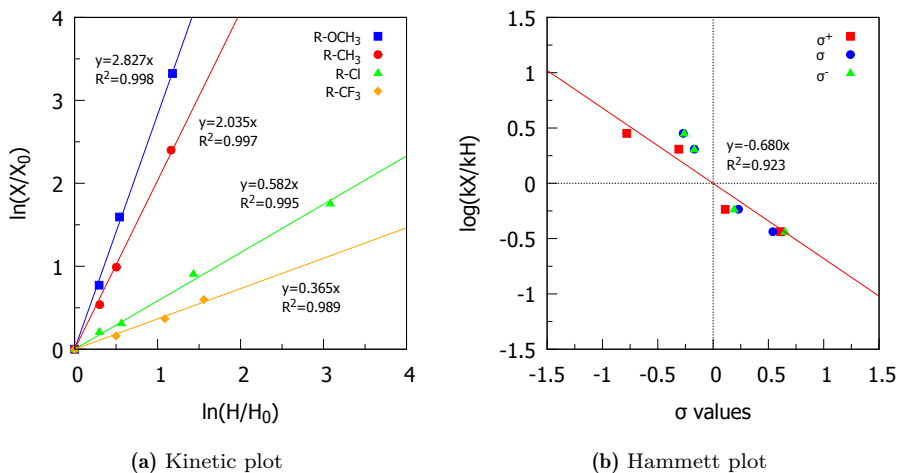 4
3
2
1
0
0
1
2
3
4
ln(X/X₀)
ln(H/H₀)
R-OCH₃
R-CH₃
R-Cl
R-CF₃
y=2.827x
R²=0.998
y=2.035x
R²=0.997
y=0.582x
R²=0.995
y=0.365x
R²=0.989
(a) Kinetic plot
1.5
1
0.5
0
-0.5
-1
-1.5
-1.5
-1
-0.5
0
0.5
1
1.5
log(kX/kH)
σ values
σ⁺
σ
σ⁻
y=-0.680x
R²=0.923
(b) Hammett plot